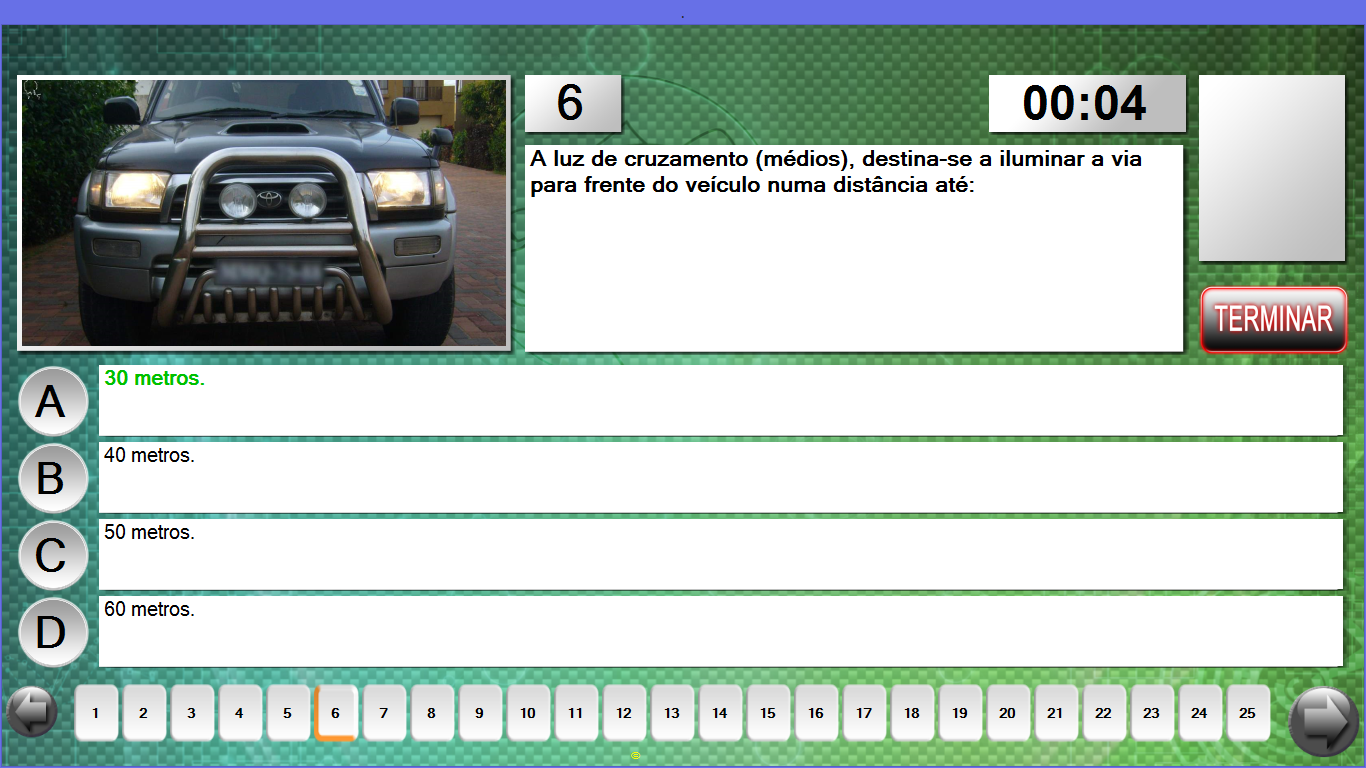 6
00:04
A luz de cruzamento (médios), destina-se a iluminar a via
para frente do veículo numa distância até:
TERMINAR
A
30 metros.
B
40 metros.
C
50 metros.
D
60 metros.
1 2 3 4 5 6 7 8 9 10 11 12 13 14 15 16 17 18 19 20 21 22 23 24 25
©